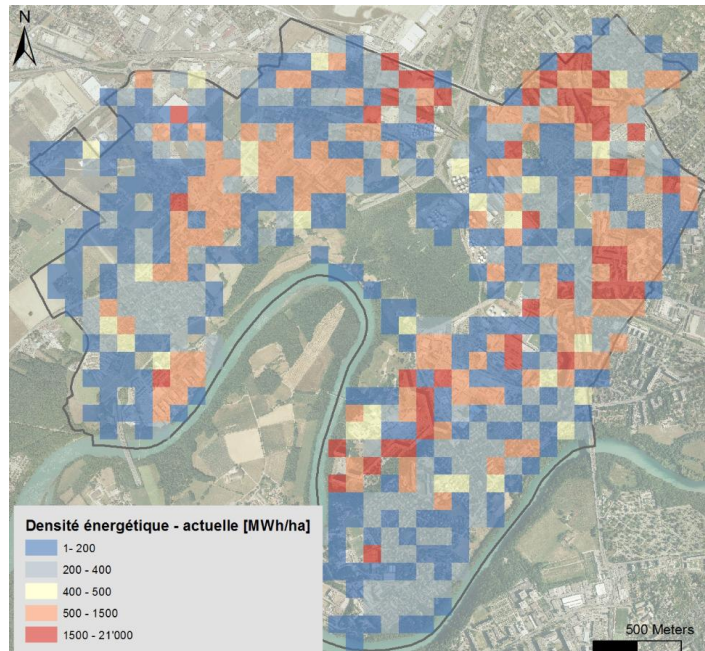 N
Densité énergétique - actuelle [MWh/ha]
1- 200
200 - 400
400 - 500
500 - 1500
1500 - 21'000
500 Meters